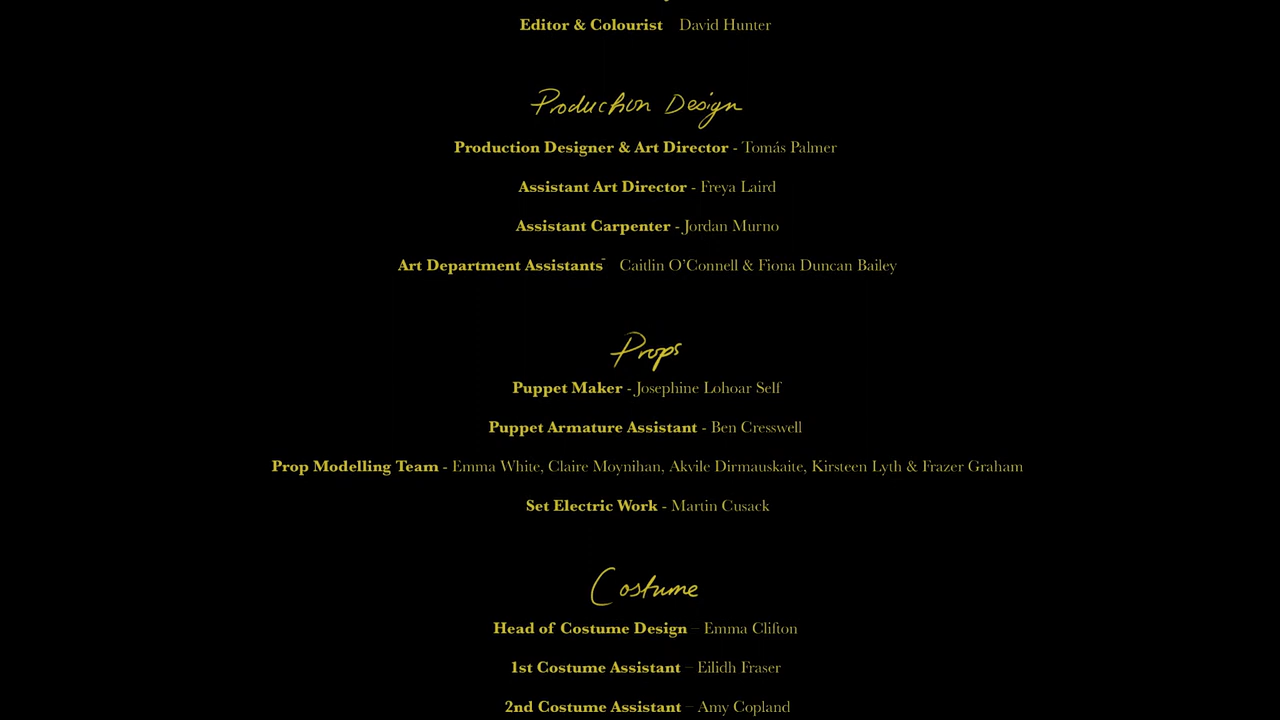 Editor & Colourist David Hunter
Production Design
Production Designer & Art Director - Tomás Palmer
Assistant Art Director - Freya Laird
Assistant Carpenter - Jordan Murno
Art Department Assistants - Caitlin O'Connell & Fiona Duncan Bailey
Props
Puppet Maker - Josephine Lohoar Self
Puppet Armature Assistant - Ben Cresswell
Prop Modelling Team - Emma White, Claire Moynihan, Akvile Dirmauskaite, Kirsteen Lyth & Frazer Graham
Set Electric Work - Martin Cusack
Costume
Head of Costume Design – Emma Clifton
1st Costume Assistant – Eilidh Fraser
2nd Costume Assistant – Amy Copland